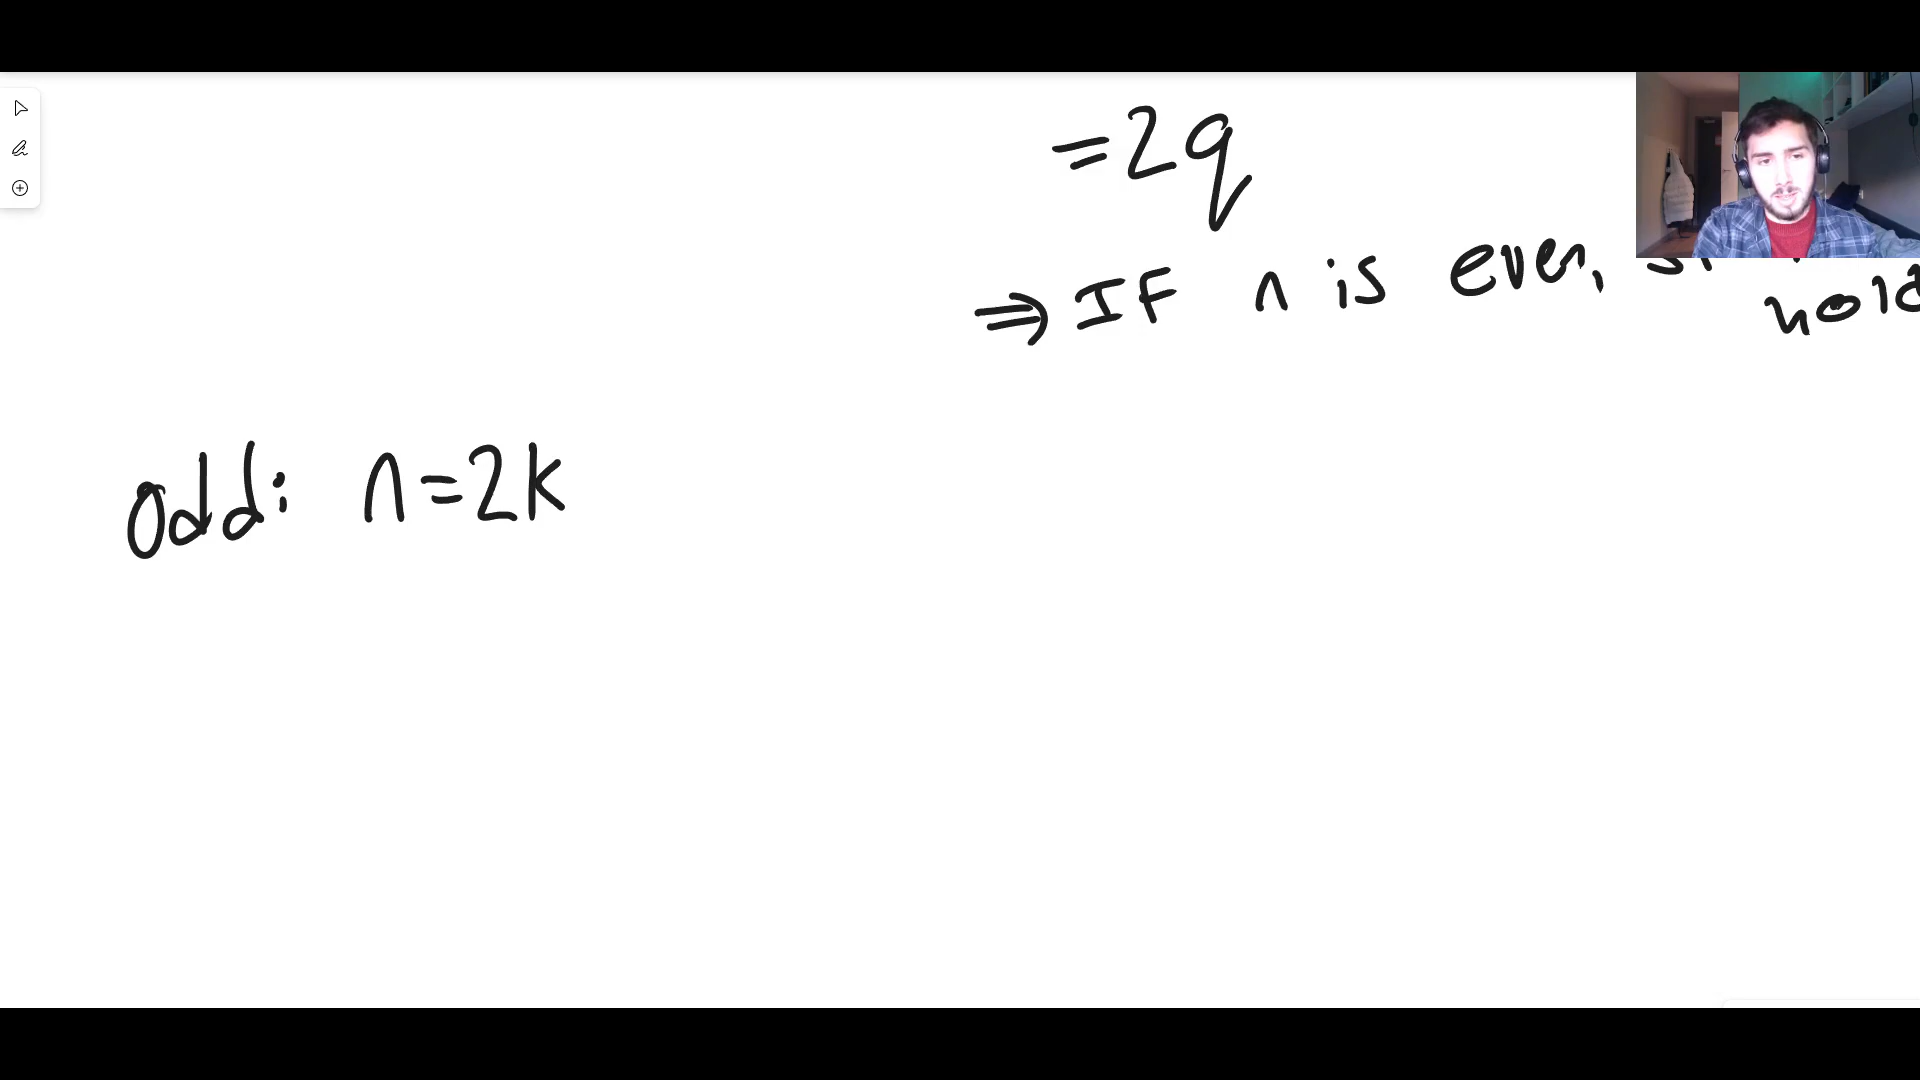 =2q
⇒ IF n is even,
hold
odd: n=2k